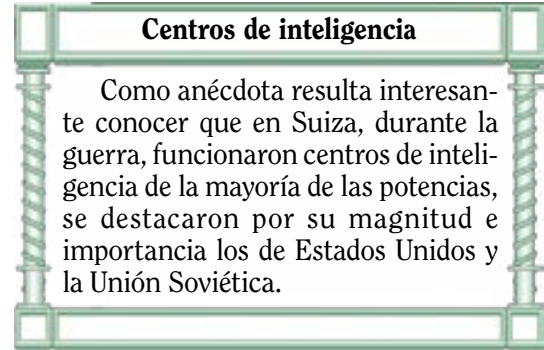 Centros de inteligencia
Como anécdota resulta interesan-
te conocer que en Suiza, durante la
guerra, funcionaron centros de inteli-
gencia de la mayoría de las potencias,
se destacaron por su magnitud e
importancia los de Estados Unidos y
la Unión Soviética.